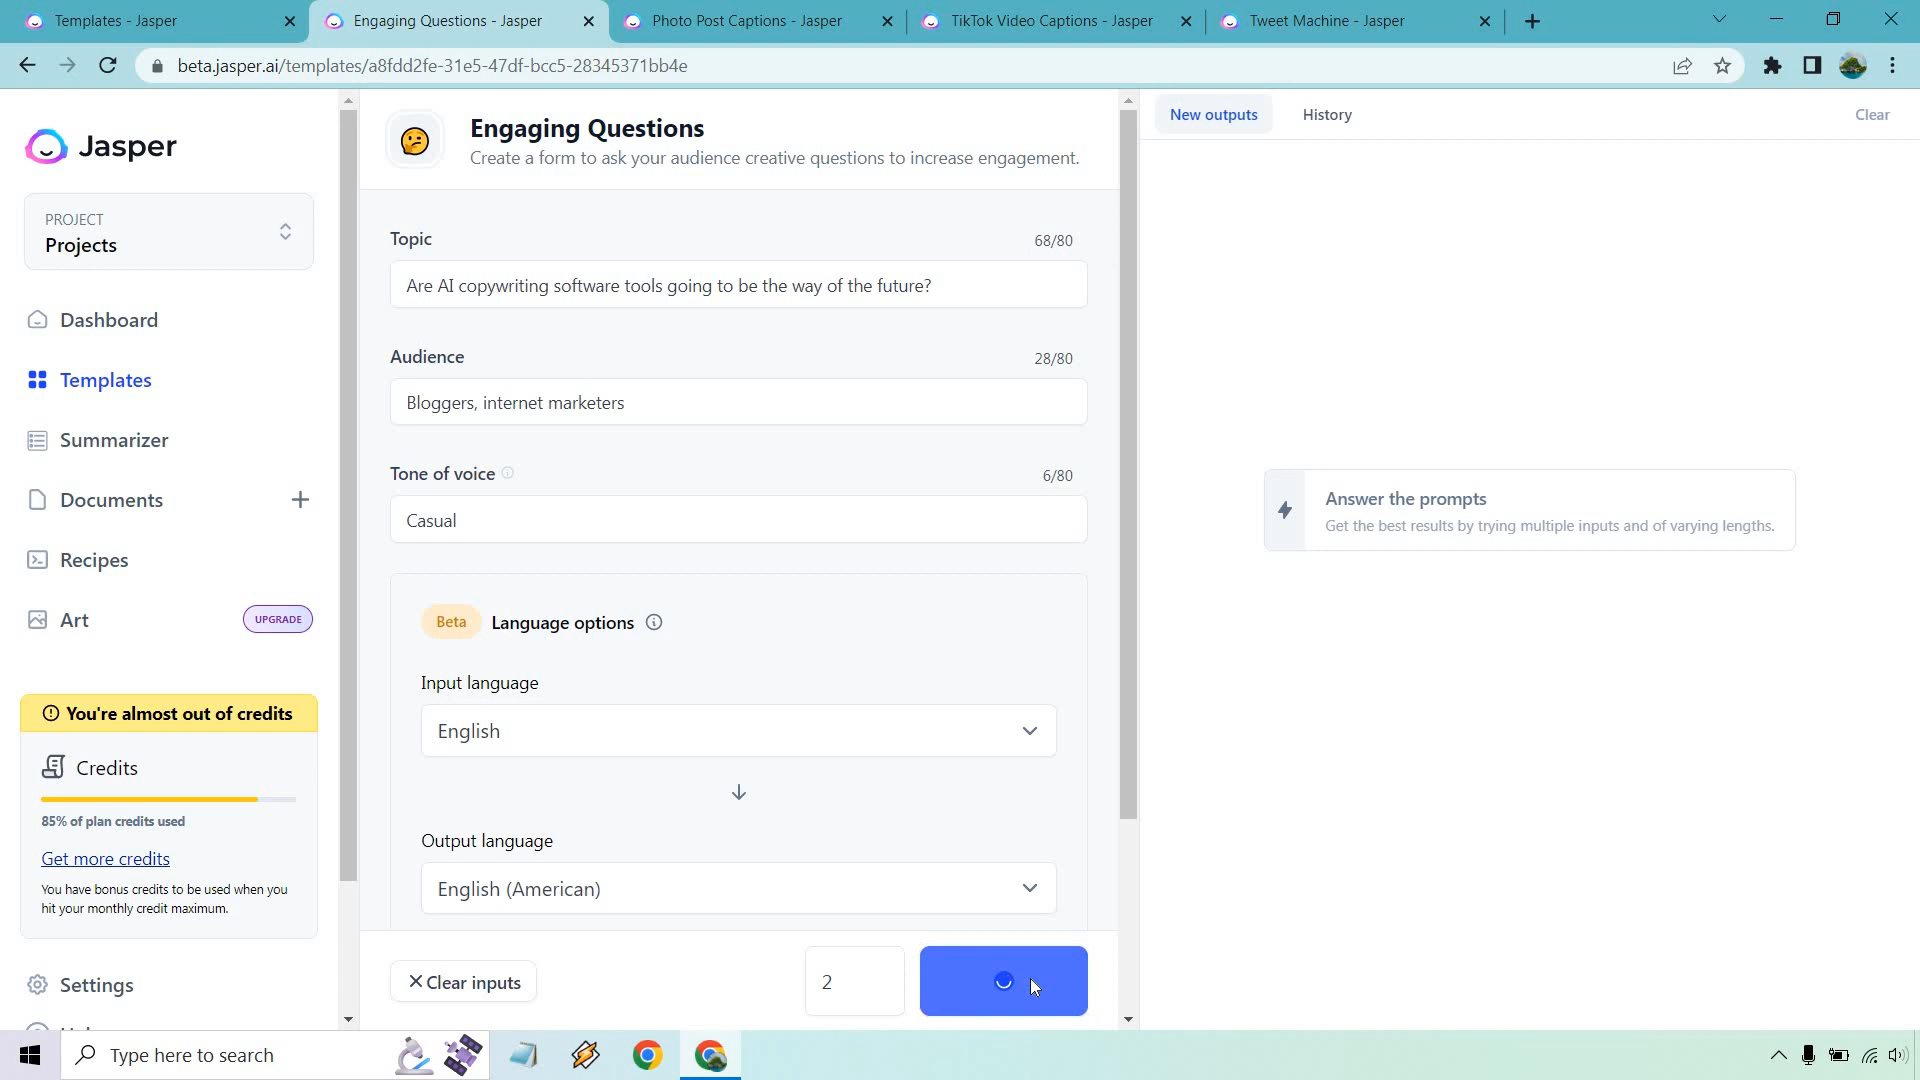 Templates - Jasper
Engaging Questions - Jasper
Photo Post Captions - Jasper
TikTok Video Captions - Jasper
Tweet Machine - Jasper
beta.jasper.ai/templates/a8fdd2fe-31e5-47df-bcc5-28345371bb4e
Jasper
PROJECT
Projects
Dashboard
Templates
Summarizer
Documents
Recipes
Art
UPGRADE
You're almost out of credits
Credits
85% of plan credits used
Get more credits
You have bonus credits to be used when you
hit your monthly credit maximum.
Settings
Engaging Questions
Create a form to ask your audience creative questions to increase engagement.
Topic
68/80
Are AI copywriting software tools going to be the way of the future?
Audience
28/80
Bloggers, internet marketers
Tone of voice
6/80
Casual
Beta
Language options
Input language
English
Output language
English (American)
Clear inputs
2
New outputs
History
Clear
Answer the prompts
Get the best results by trying multiple inputs and of varying lengths.
Type here to search